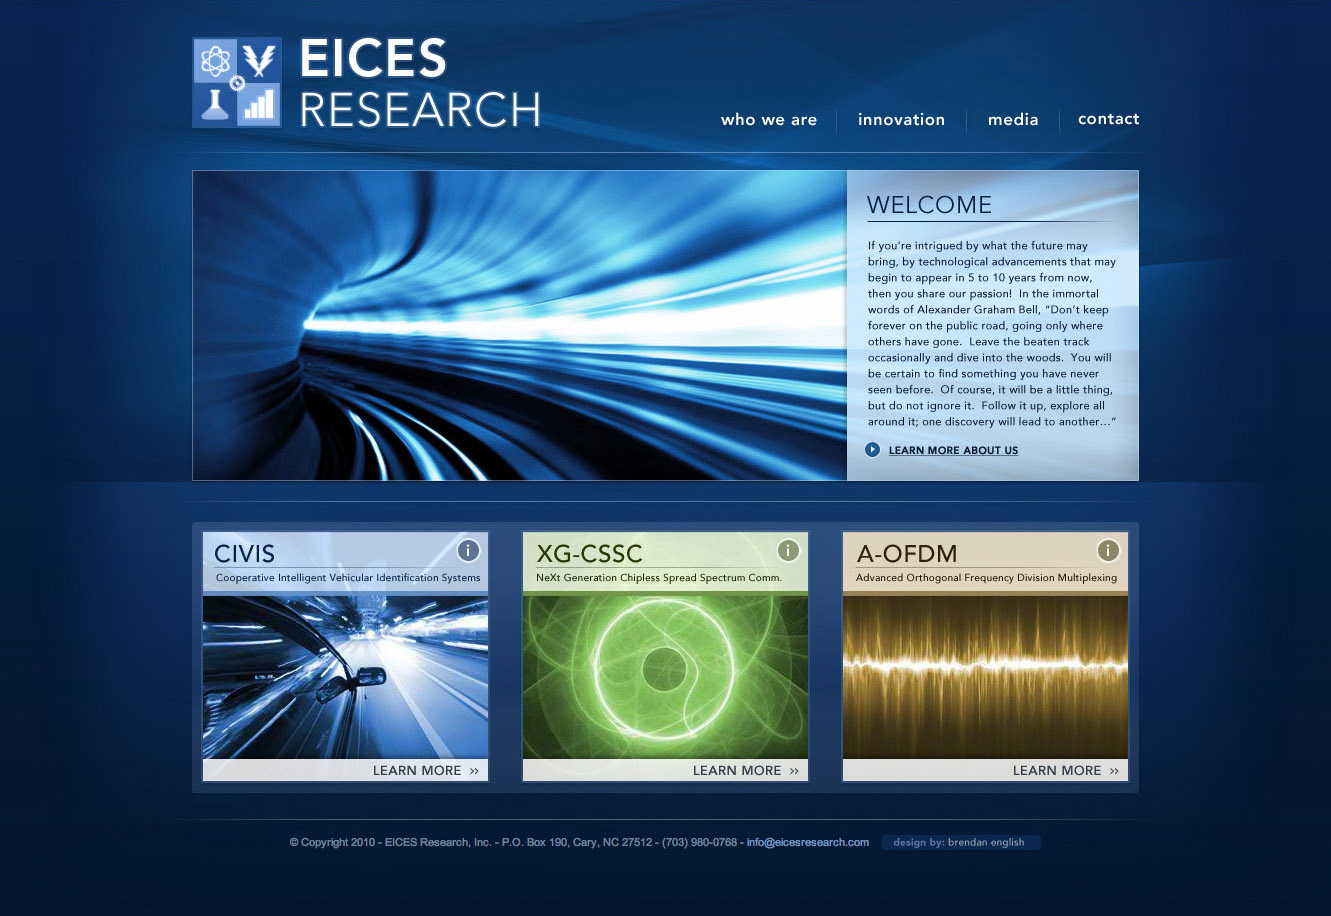 EICES
RESEARCH
who we are
innovation
media
contact
WELCOME
If you're intrigued by what the future may
bring, by technological advancements that may
begin to appear in 5 to 10 years from now,
then you share our passion!  In the immortal
words of Alexander Graham Bell, “Don't keep
forever on the public road, going only where
others have gone.  Leave the beaten track
occasionally and dive into the woods.  You will
be certain to find something you have never
seen before.  Of course, it will be a little thing,
but do not ignore it.  Follow it up, explore all
around it; one discovery will lead to another...”
LEARN MORE ABOUT US
CIVIS
i
Cooperative Intelligent Vehicular Identification Systems
LEARN MORE »
XG-CSSC
i
NeXt Generation Chipless Spread Spectrum Comm.
LEARN MORE »
A-OFDM
i
Advanced Orthogonal Frequency Division Multiplexing
LEARN MORE »
© Copyright 2010 - EICES Research, Inc. - P.O. Box 190, Cary, NC 27512 - (703) 980-0768 - info@eicesresearch.com
design by: brendan english